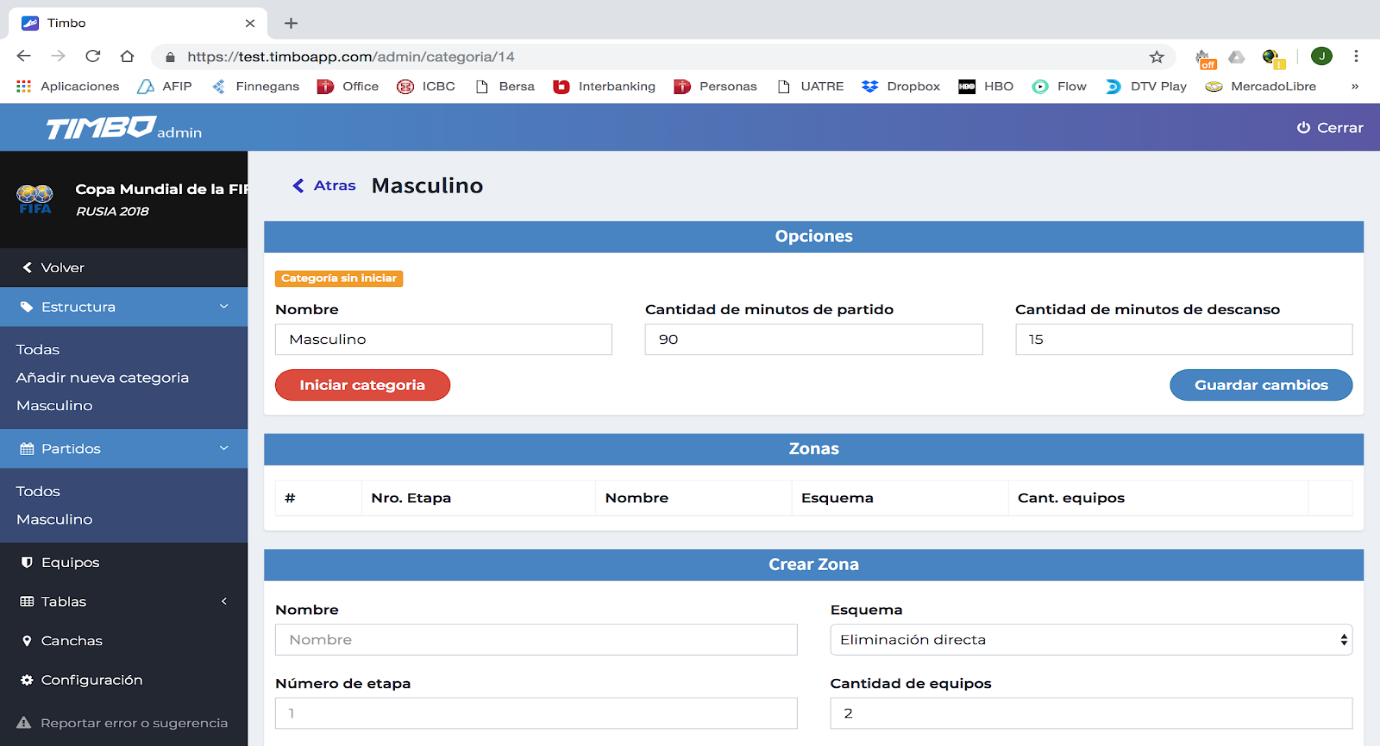 Timbo
https://test.timboapp.com/admin/categoria/14
off
J
Aplicaciones AFIP Finnegans Office ICBC Bersa Interbanking Personas UATRE Dropbox HBO HBO Flow DTV Play MercadoLibre »
TIMBO admin
Cerrar
FIFA
Copa Mundial de la FIF
RUSIA 2018
Volver
Estructura
Todas
Añadir nueva categoria
Masculino
Partidos
Todos
Masculino
Equipos
Tablas
Canchas
Configuración
Reportar error o sugerencia
Atras Masculino
Opciones
Categoría sin iniciar
Nombre Cantidad de minutos de partido Cantidad de minutos de descanso
Masculino 90 15
Iniciar categoria Guardar cambios
Zonas
# Nro. Etapa Nombre Esquema Cant. equipos
Crear Zona
Nombre Esquema
Nombre Eliminación directa
Número de etapa Cantidad de equipos
1 2